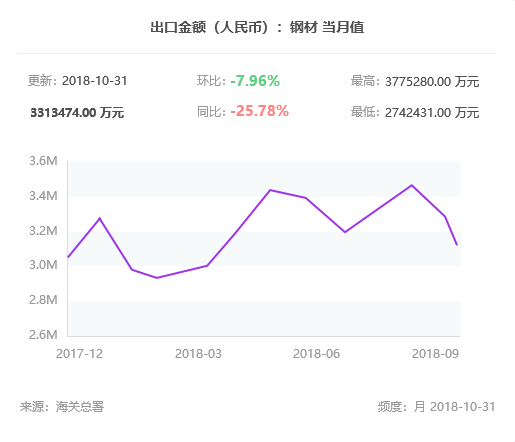 出口金额（人民币）：钢材 当月值
更新：2018-10-31 环比：-7.96% 最高：3775280.00 万元
3313474.00 万元 同比：-25.78% 最低：2742431.00 万元
3.6M
3.4M
3.2M
3.0M
2.8M
2.6M
2017-12 2018-03 2018-06 2018-09
来源：海关总署 频度：月 2018-10-31